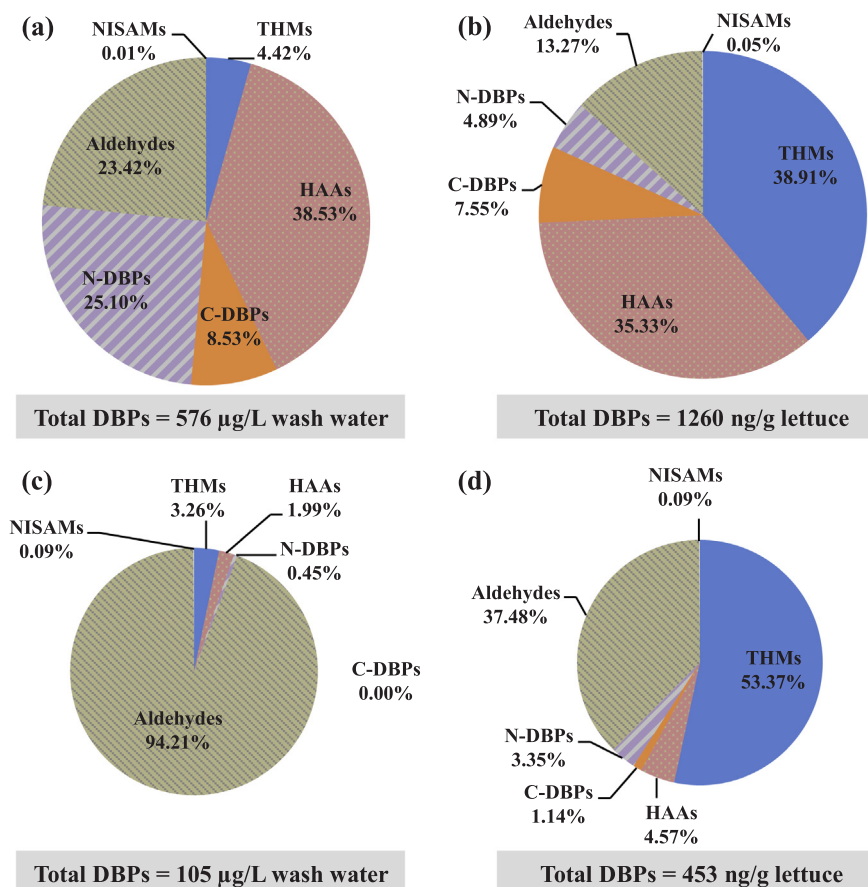 (a)
NISAMs
0.01%
THMs
4.42%
Aldehydes
23.42%
HAAs
38.53%
N-DBPs
25.10%
C-DBPs
8.53%
Total DBPs = 576 µg/L wash water
(b)
Aldehydes
13.27%
NISAMs
0.05%
N-DBPs
4.89%
THMs
38.91%
C-DBPs
7.55%
HAAs
35.33%
Total DBPs = 1260 ng/g lettuce
(c)
THMs
3.26%
HAAs
1.99%
NISAMs
0.09%
N-DBPs
0.45%
C-DBPs
0.00%
Aldehydes
94.21%
Total DBPs = 105 µg/L wash water
(d)
NISAMs
0.09%
Aldehydes
37.48%
THMs
53.37%
N-DBPs
3.35%
C-DBPs
1.14%
HAAs
4.57%
Total DBPs = 453 ng/g lettuce